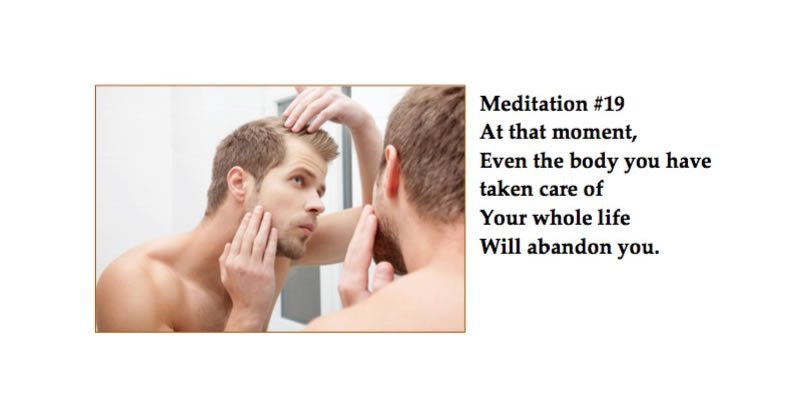 Meditation #19
At that moment,
Even the body you have
taken care of
Your whole life
Will abandon you.